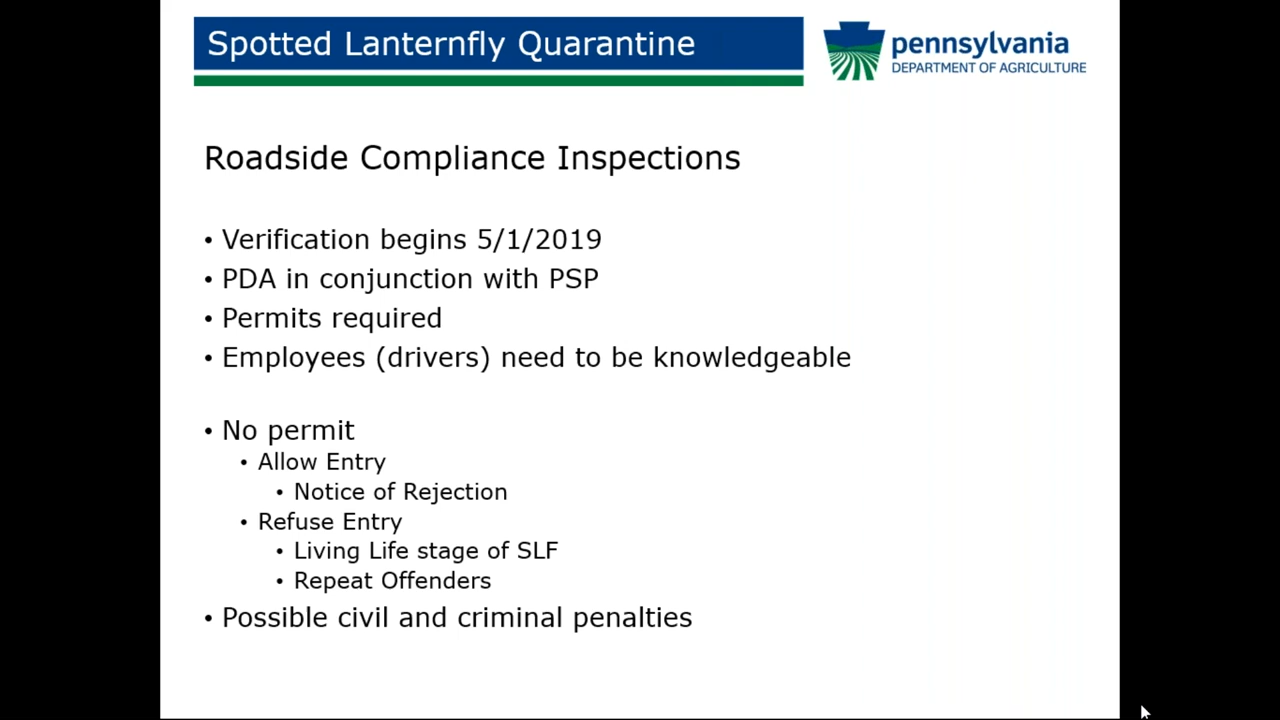 Spotted Lanternfly Quarantine
pennsylvania
DEPARTMENT OF AGRICULTURE
Roadside Compliance Inspections
• Verification begins 5/1/2019
• PDA in conjunction with PSP
• Permits required
• Employees (drivers) need to be knowledgeable
• No permit
• Allow Entry
• Notice of Rejection
• Refuse Entry
• Living Life stage of SLF
• Repeat Offenders
• Possible civil and criminal penalties